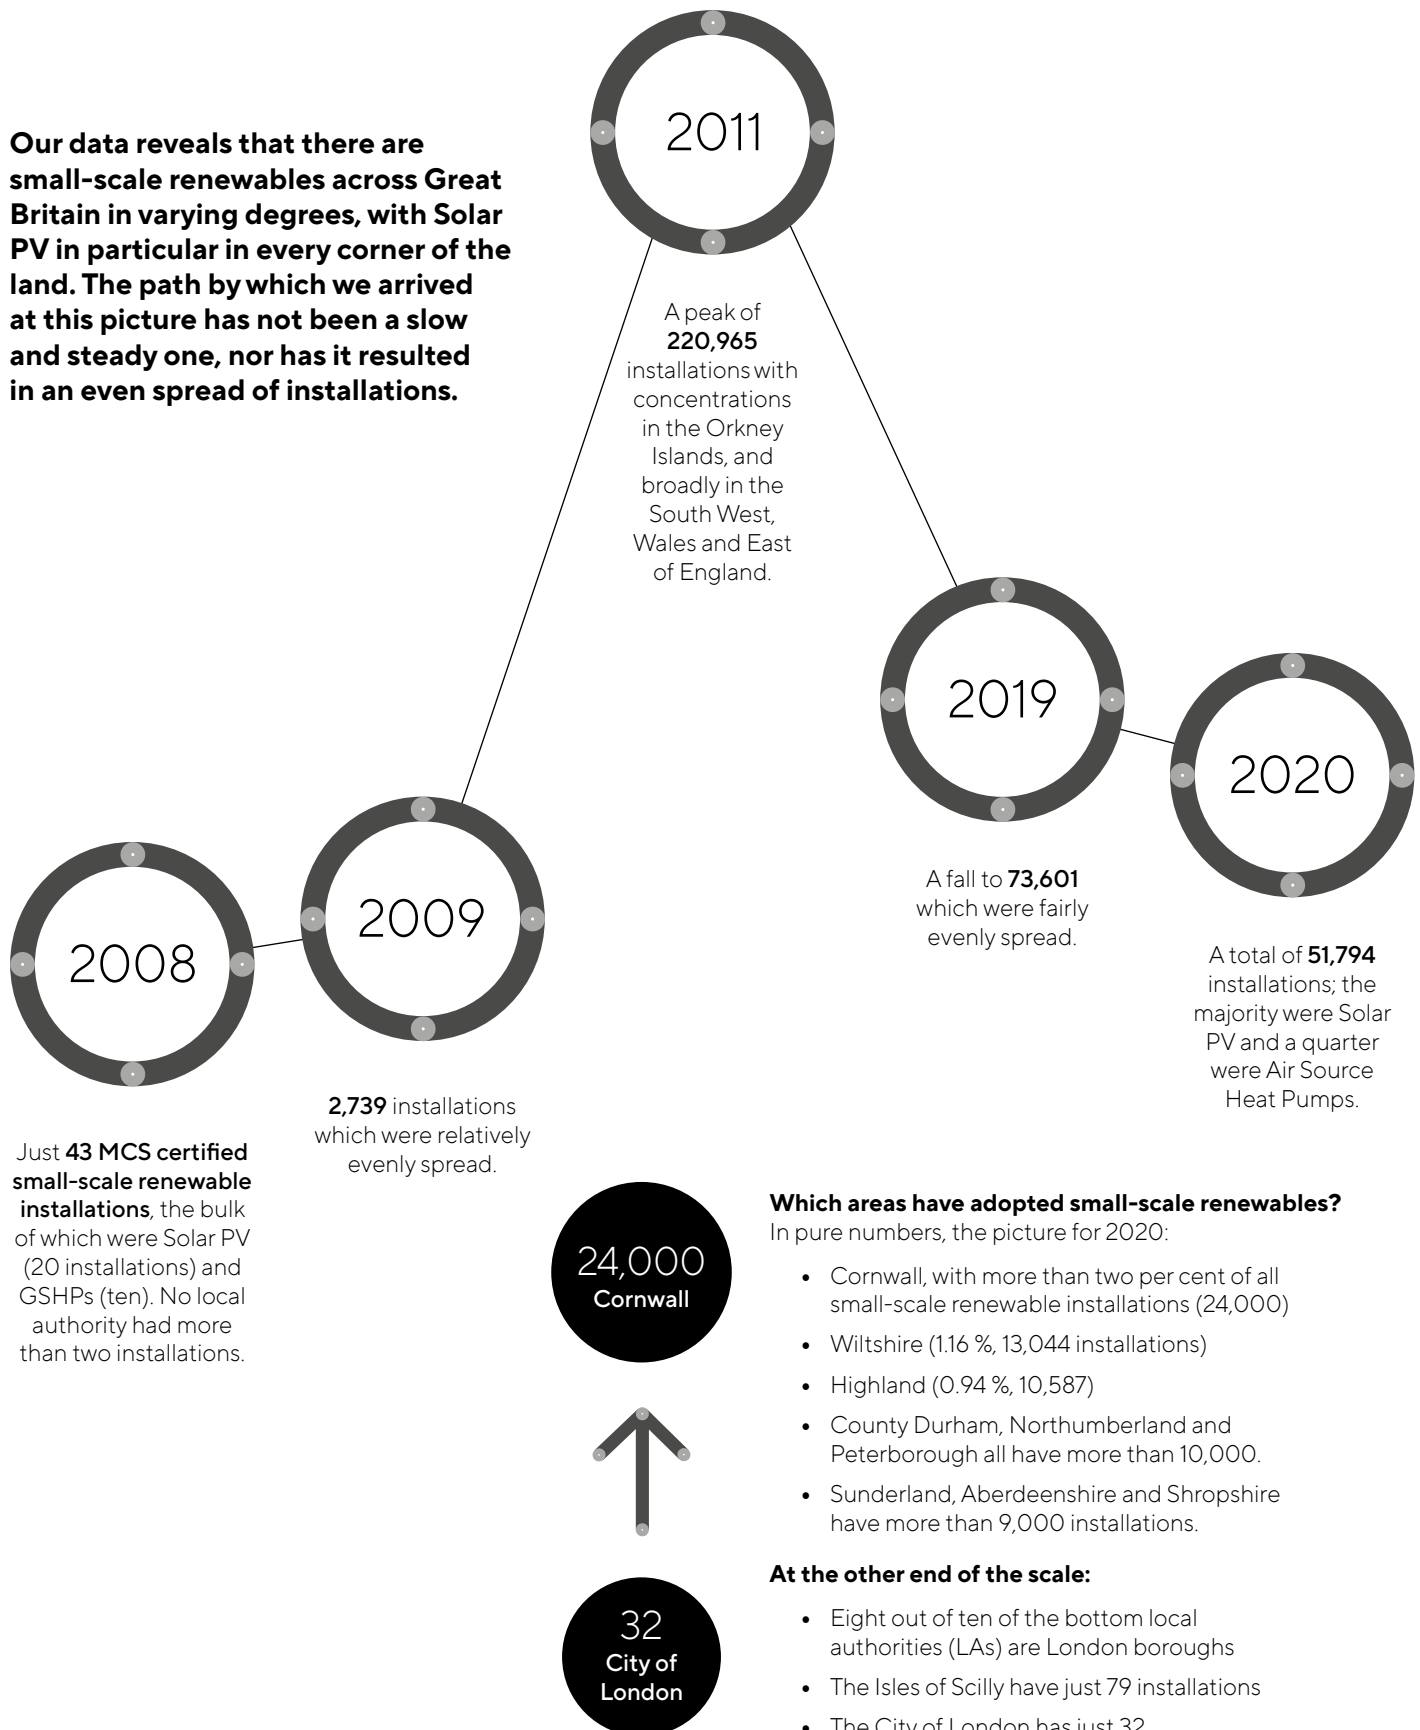 Our data reveals that there are
small-scale renewables across Great
Britain in varying degrees, with Solar
PV in particular in every corner of the
land. The path by which we arrived
at this picture has not been a slow
and steady one, nor has it resulted
in an even spread of installations.
2011
A peak of
220,965
installations with
concentrations
in the Orkney
Islands, and
broadly in the
South West,
Wales and East
of England.
2019
A fall to 73,601
which were fairly
evenly spread.
2020
A total of 51,794
installations; the
majority were Solar
PV and a quarter
were Air Source
Heat Pumps.
2008
Just 43 MCS certified
small-scale renewable
installations, the bulk
of which were Solar PV
(20 installations) and
GSHPs (ten). No local
authority had more
than two installations.
2009
2,739 installations
which were relatively
evenly spread.
24,000
Cornwall
32
City of
London
Which areas have adopted small-scale renewables?
In pure numbers, the picture for 2020:
• Cornwall, with more than two per cent of all
small-scale renewable installations (24,000)
• Wiltshire (1.16 %, 13,044 installations)
• Highland (0.94 %, 10,587)
• County Durham, Northumberland and
Peterborough all have more than 10,000.
• Sunderland, Aberdeenshire and Shropshire
have more than 9,000 installations.
At the other end of the scale:
• Eight out of ten of the bottom local
authorities (LAs) are London boroughs
• The Isles of Scilly have just 79 installations
• The City of London has just 32